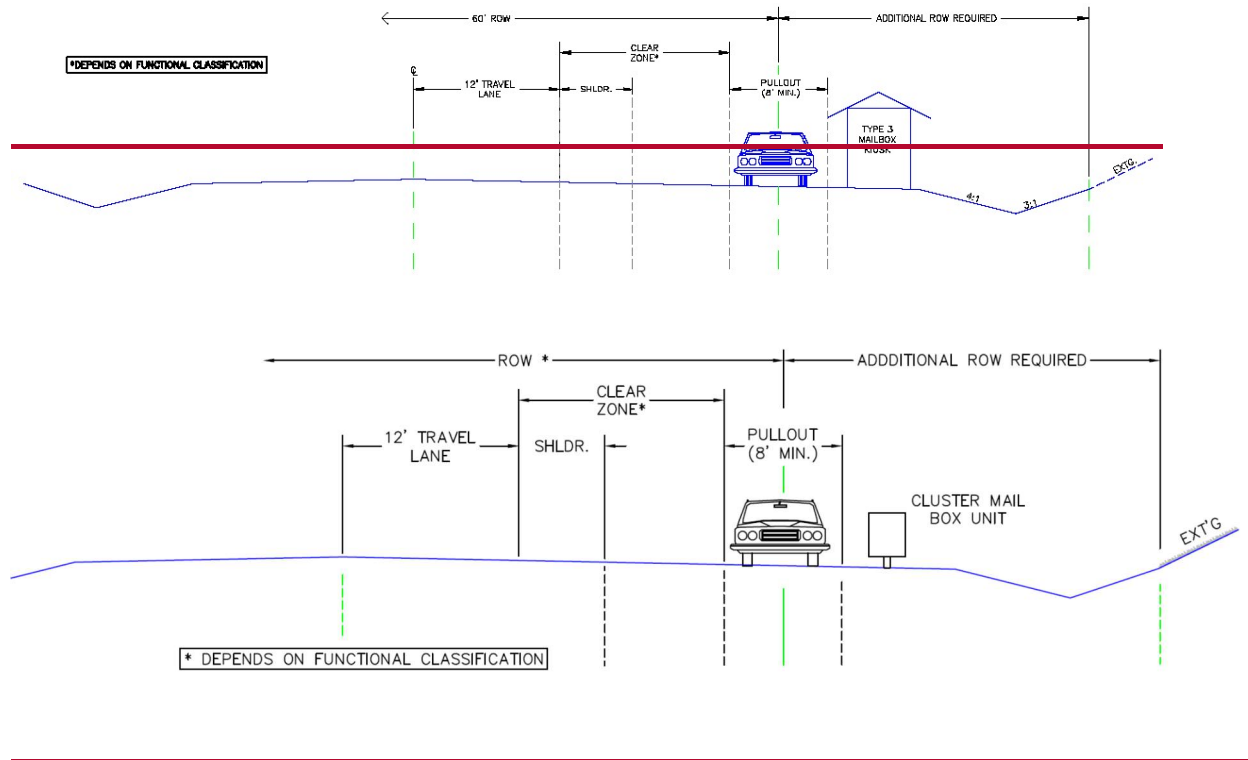 60' ROW
ADDITIONAL ROW REQUIRED
CLEAR
ZONE*
*DEPENDS ON FUNCTIONAL CLASSIFICATION
℄
12' TRAVEL
LANE
SHLDR.
PULLOUT
(8' MIN.)
TYPE 3
MAILBOX
KIOSK
4:1
3:1
EXTG.
ROW *
ADDDITIONAL ROW REQUIRED
CLEAR
ZONE*
12' TRAVEL
LANE
SHLDR.
PULLOUT
(8' MIN.)
CLUSTER MAIL
BOX UNIT
EXT'G
* DEPENDS ON FUNCTIONAL CLASSIFICATION